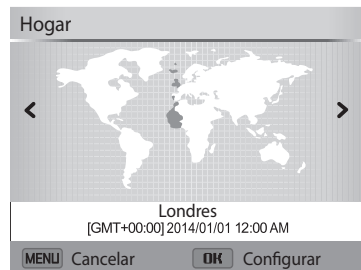 Hogar
Londres
[GMT+00:00] 2014/01/01 12:00 AM
MENU Cancelar OK Configurar